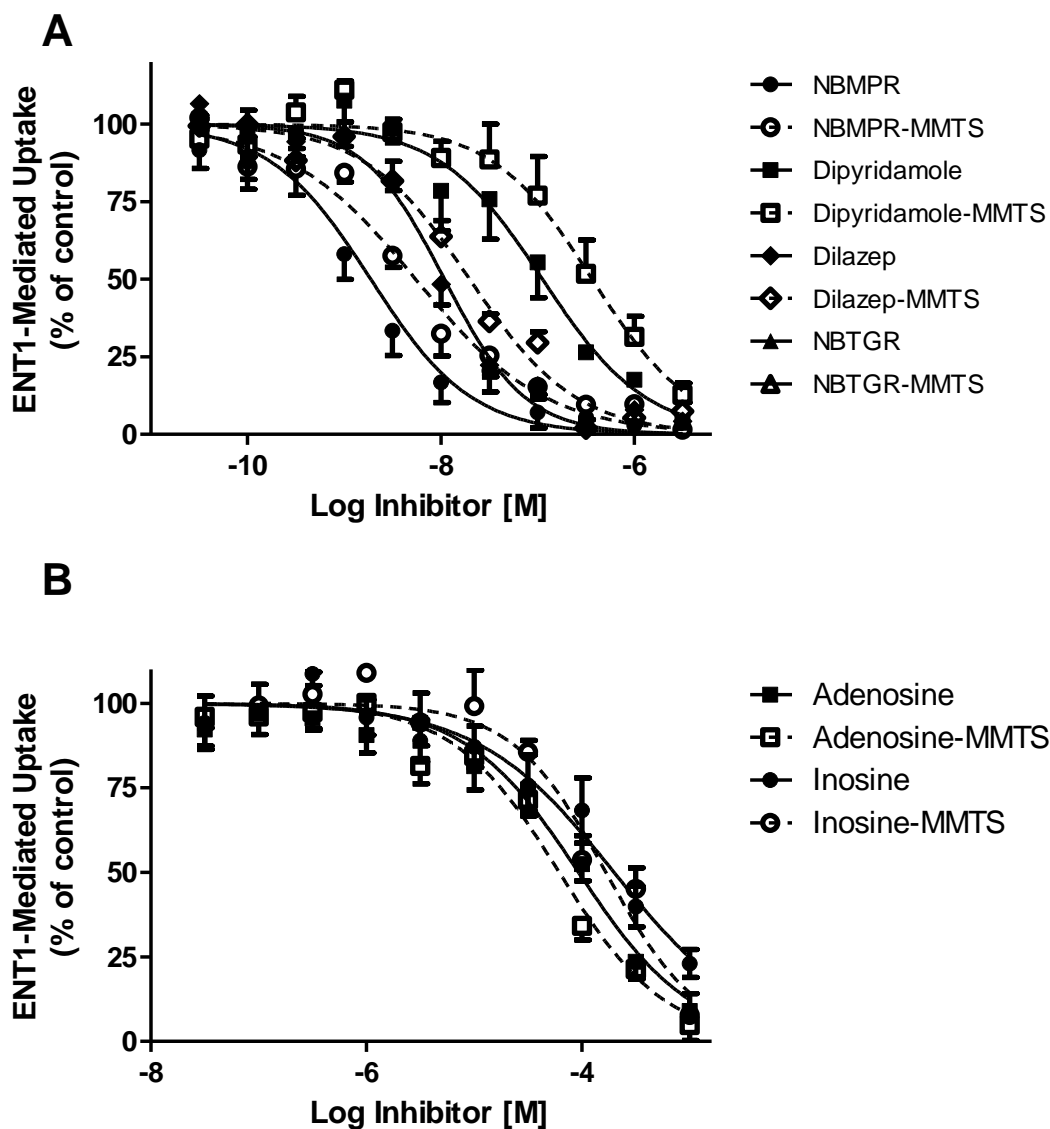 A
ENT1-Mediated Uptake
(% of control)
100
75
50
25
0
-10
-8
-6
Log Inhibitor [M]
NBMPR
NBMPR-MMTS
Dipyridamole
Dipyridamole-MMTS
Dilazep
Dilazep-MMTS
NBTGR
NBTGR-MMTS
B
ENT1-Mediated Uptake
(% of control)
100
75
50
25
0
-8
-6
-4
Log Inhibitor [M]
Adenosine
Adenosine-MMTS
Inosine
Inosine-MMTS